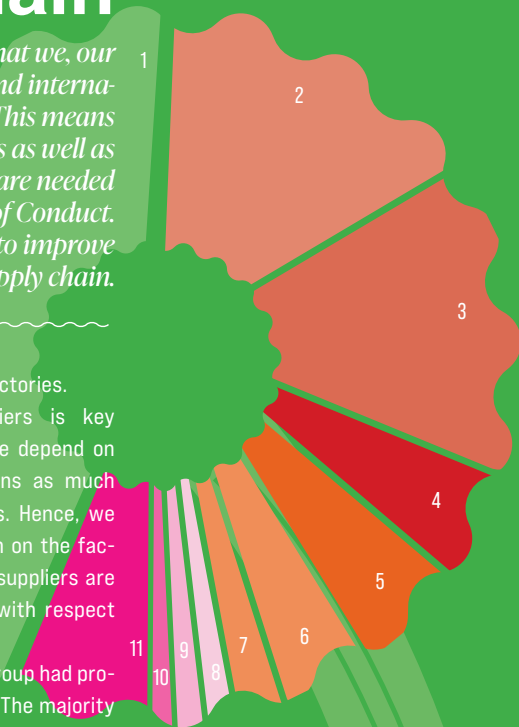 ain
hat we, our
nd interna-
This means
s as well as
are needed
of Conduct.
to improve
pply chain.
ctories.
iers is key
e depend on
ns as much
s. Hence, we
n on the fac-
suppliers are
with respect
roup had pro-
The majority
1
2
3
4
5
6
7
8
9
10
11